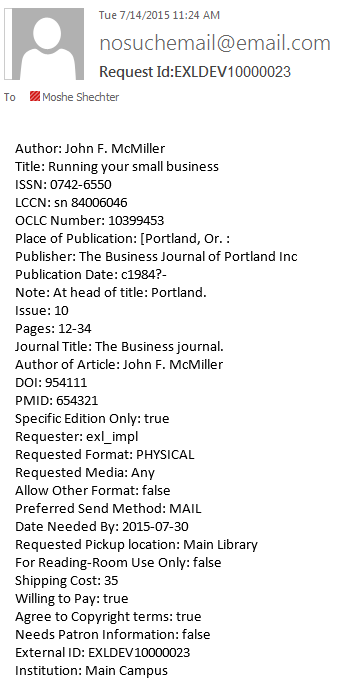 Tue 7/14/2015 11:24 AM
nosuchemail@email.com
Request Id:EXLDEV10000023
To Moshe Shechter
Author: John F. McMiller
Title: Running your small business
ISSN: 0742-6550
LCCN: sn 84006046
OCLC Number: 10399453
Place of Publication: [Portland, Or. :
Publisher: The Business Journal of Portland Inc
Publication Date: c1984?-
Note: At head of title: Portland.
Issue: 10
Pages: 12-34
Journal Title: The Business journal.
Author of Article: John F. McMiller
DOI: 954111
PMID: 654321
Specific Edition Only: true
Requester: exl_impl
Requested Format: PHYSICAL
Requested Media: Any
Allow Other Format: false
Preferred Send Method: MAIL
Date Needed By: 2015-07-30
Requested Pickup location: Main Library
For Reading-Room Use Only: false
Shipping Cost: 35
Willing to Pay: true
Agree to Copyright terms: true
Needs Patron Information: false
External ID: EXLDEV10000023
Institution: Main Campus